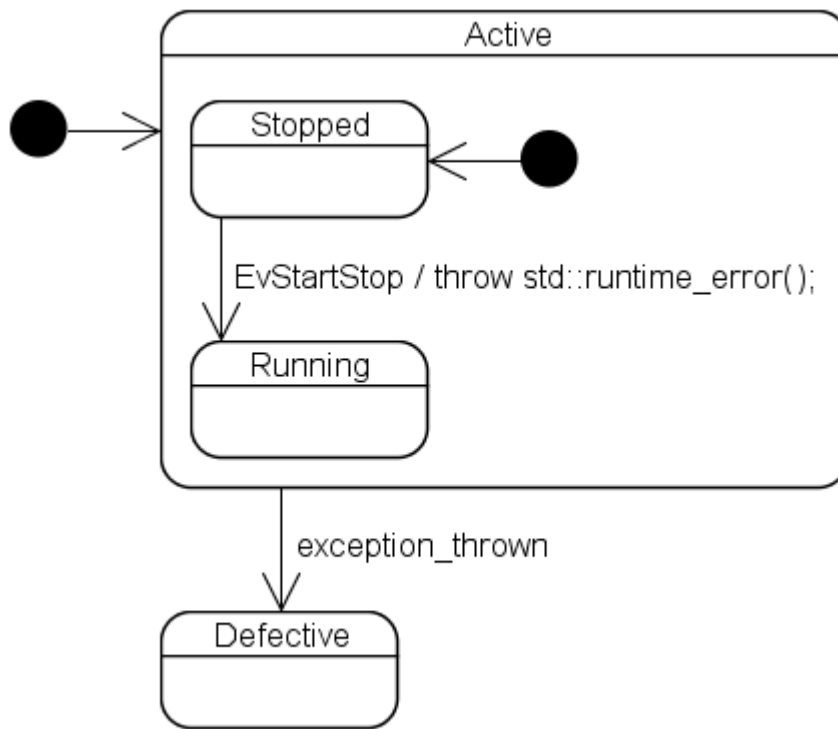 Active
Stopped
EvStartStop / throw std::runtime_error();
Running
exception_thrown
Defective